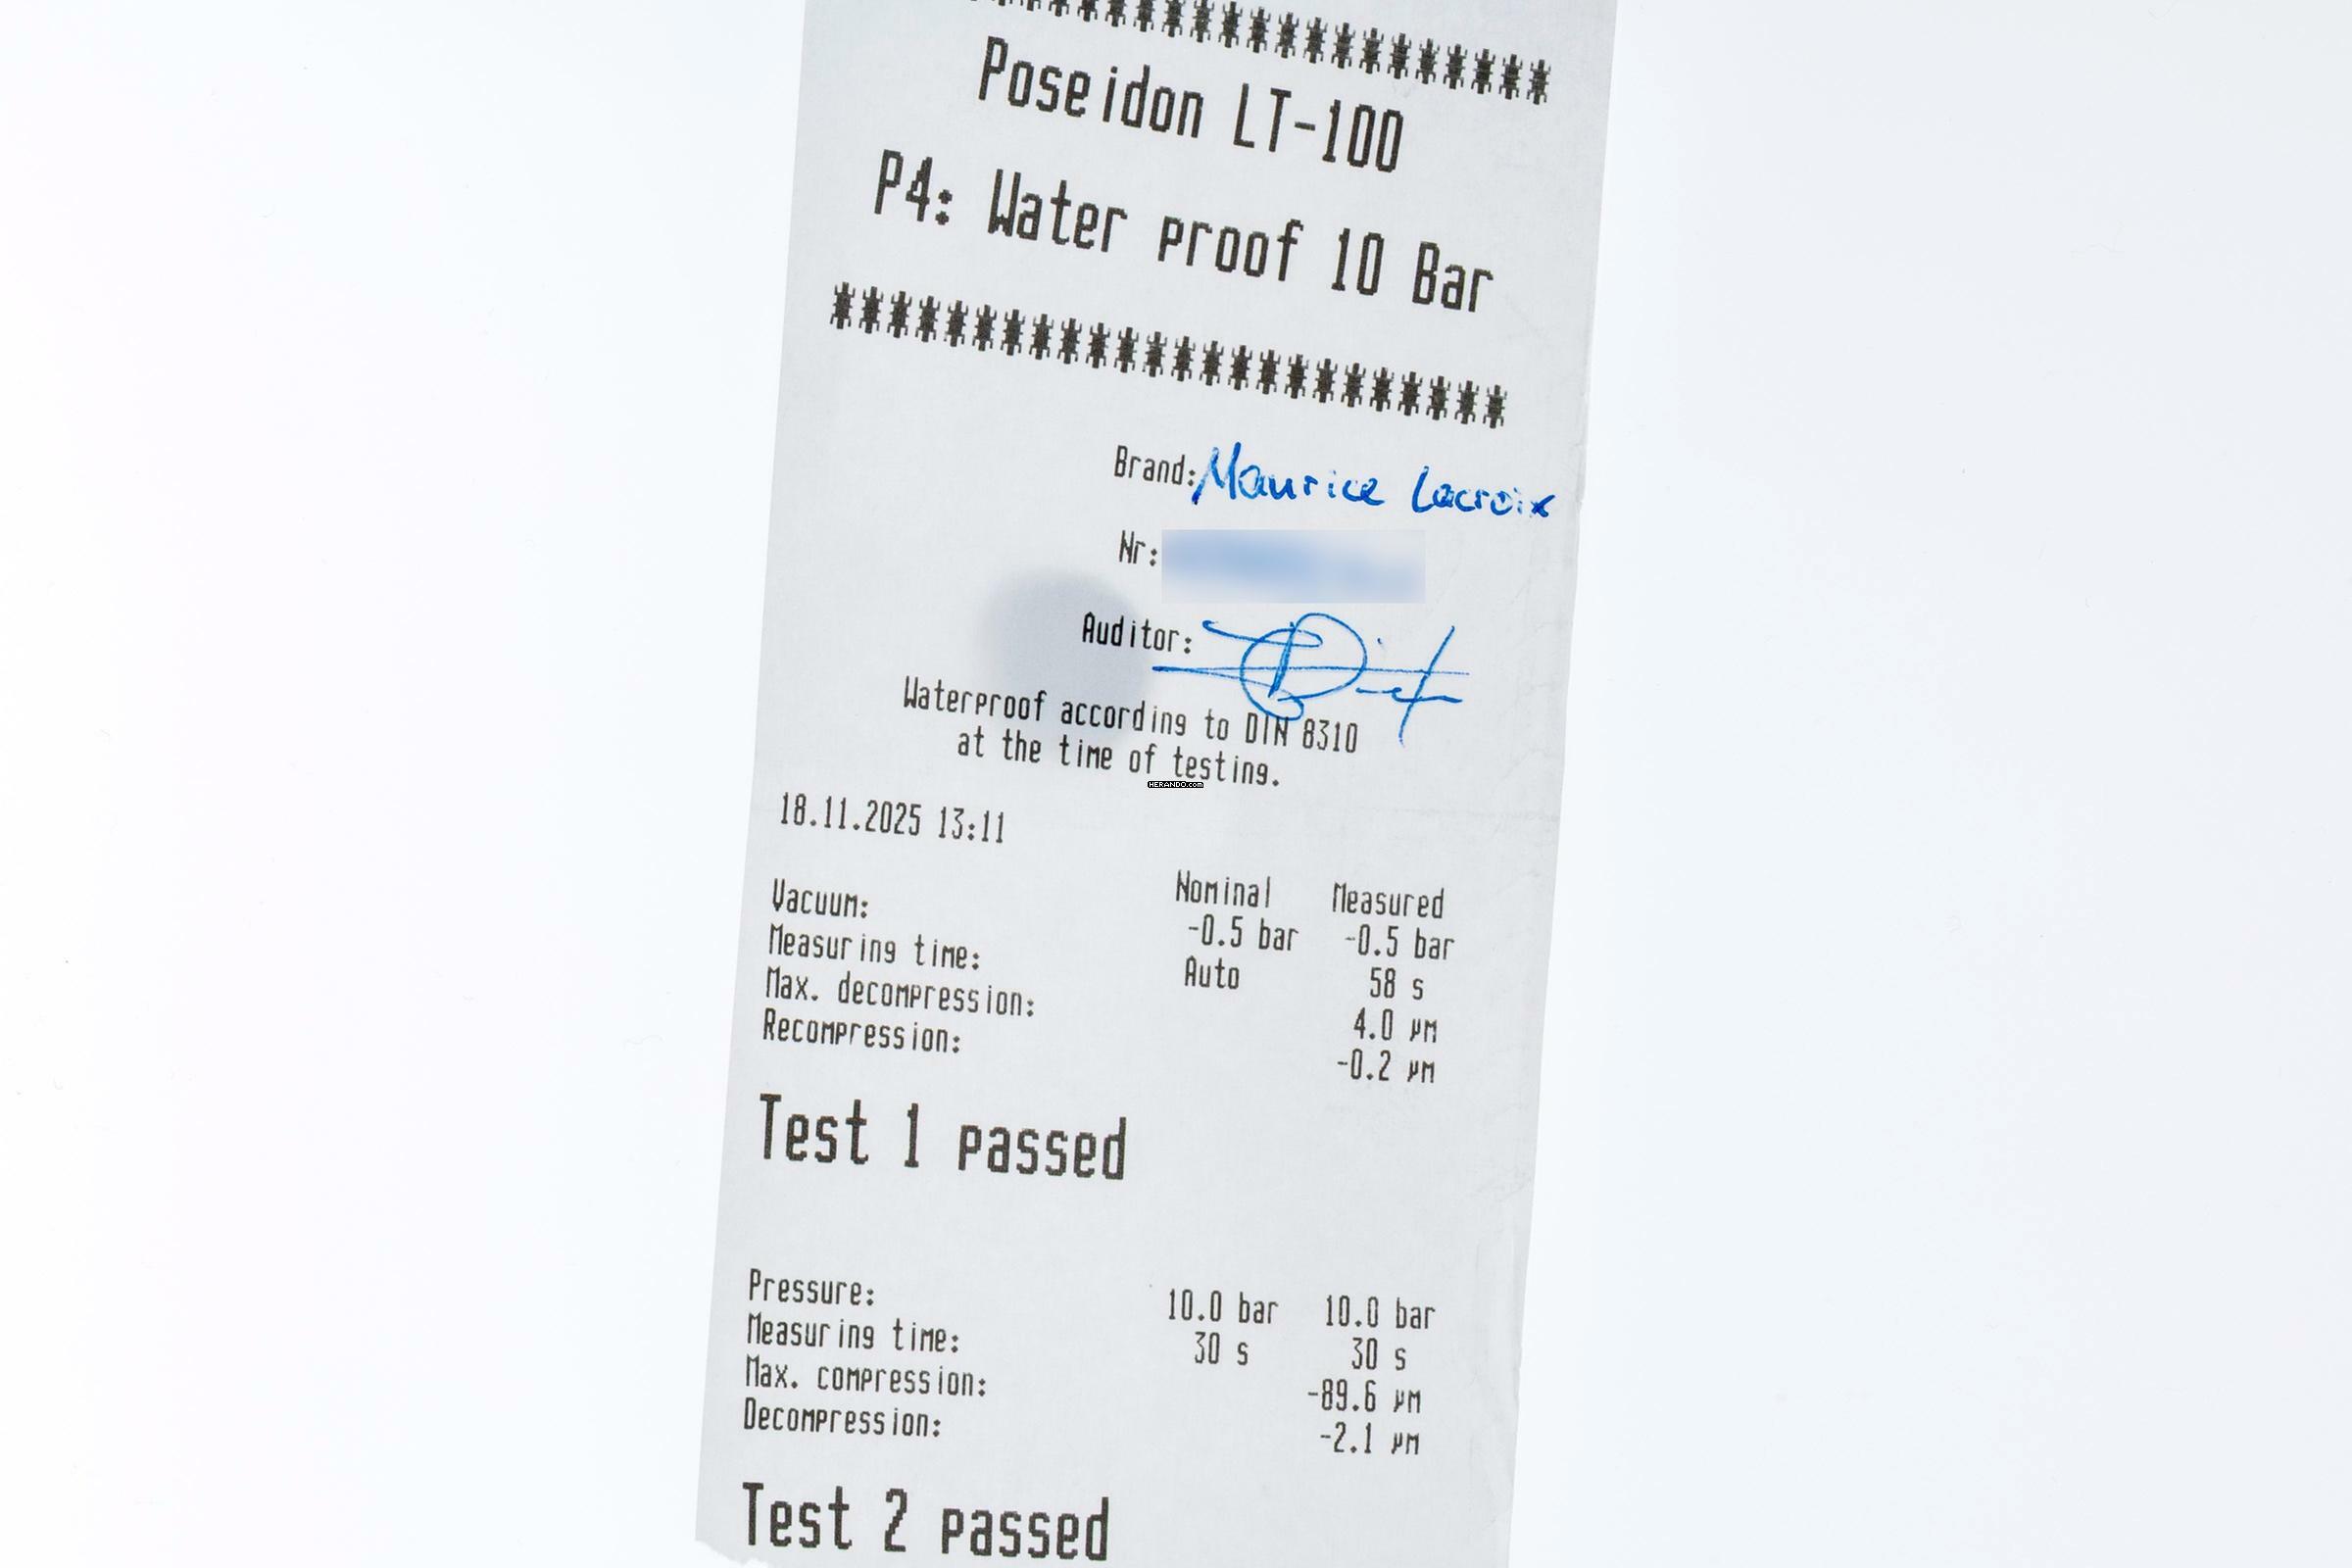 ************************
Poseidon LT-100
P4: Water proof 10 Bar
************************
Brand: Maurice Lacroix
Nr:
Auditor:
Waterproof according to DIN 8310
at the time of testing.
HERANDO.com
18.11.2025 13:11
Nominal Measured
Vacuum: -0.5 bar -0.5 bar
Measuring time: Auto 58 s
Max. decompression: 4.0 µm
Recompression: -0.2 µm
Test 1 passed
Pressure: 10.0 bar 10.0 bar
Measuring time: 30 s 30 s
Max. compression: -89.6 µm
Decompression: -2.1 µm
Test 2 passed